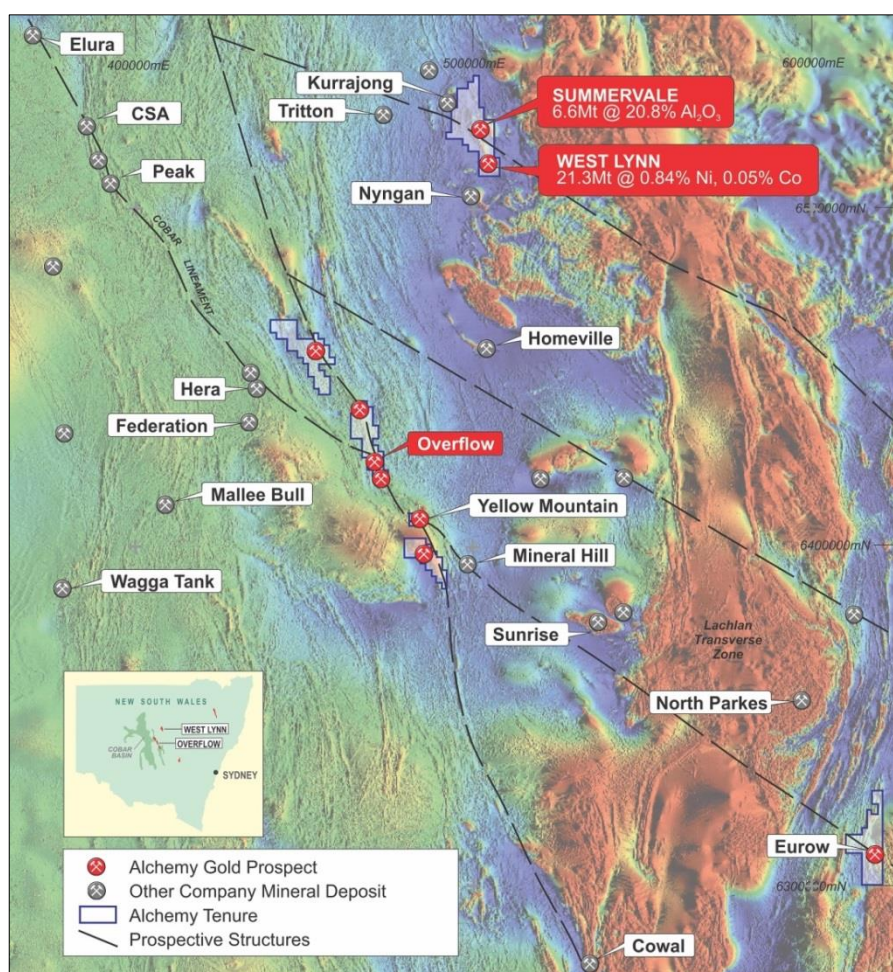 Elura
400000mE
500000mE
600000mE
Kurrajong
SUMMERVALE
6.6Mt @ 20.8% Al₂O₃
CSA
Tritton
WEST LYNN
21.3Mt @ 0.84% Ni, 0.05% Co
Peak
Nyngan
COBAR
LINEAMENT
Homeville
Hera
Federation
Overflow
Mallee Bull
Yellow Mountain
6400000mN
Mineral Hill
Wagga Tank
Sunrise
Lachlan
Transverse
Zone
NEW SOUTH WALES
WEST LYNN
OVERFLOW
COBAR
BASIN
SYDNEY
North Parkes
Eurow
Alchemy Gold Prospect
Other Company Mineral Deposit
Alchemy Tenure
Prospective Structures
Cowal